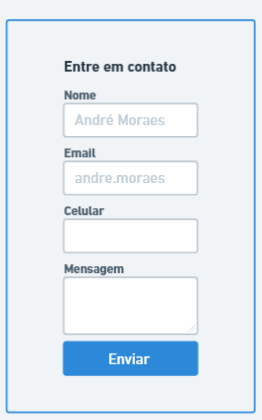 Entre em contato
Nome
André Moraes
Email
andre.moraes
Celular
Mensagem
Enviar